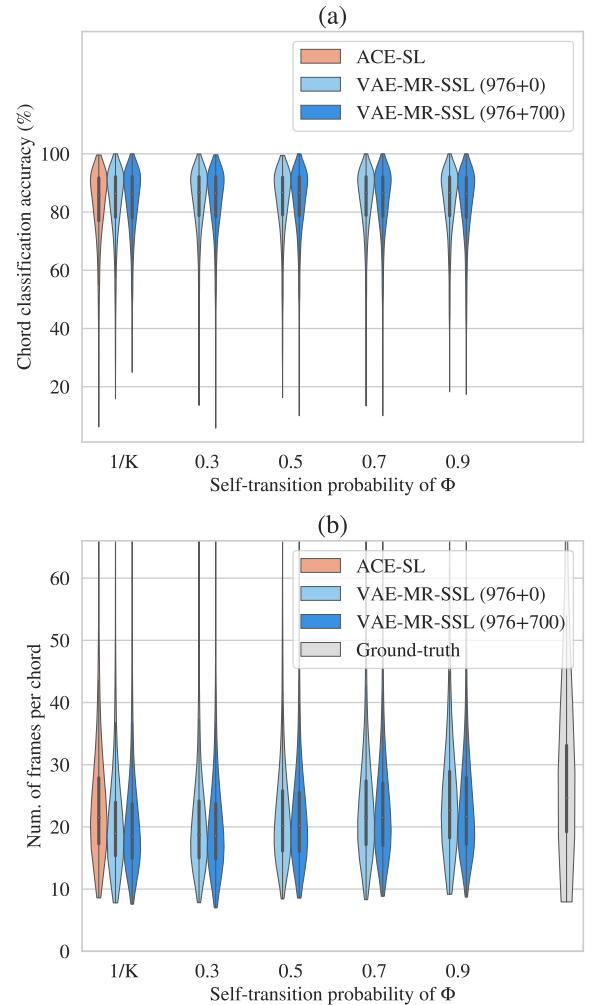 (a)
ACE-SL
VAE-MR-SSL (976+0)
VAE-MR-SSL (976+700)
Chord classification accuracy (%)
100
80
60
40
20
1/K 0.3 0.5 0.7 0.9
Self-transition probability of Φ
(b)
ACE-SL
VAE-MR-SSL (976+0)
VAE-MR-SSL (976+700)
Ground-truth
Num. of frames per chord
60
50
40
30
20
10
0
1/K 0.3 0.5 0.7 0.9
Self-transition probability of Φ